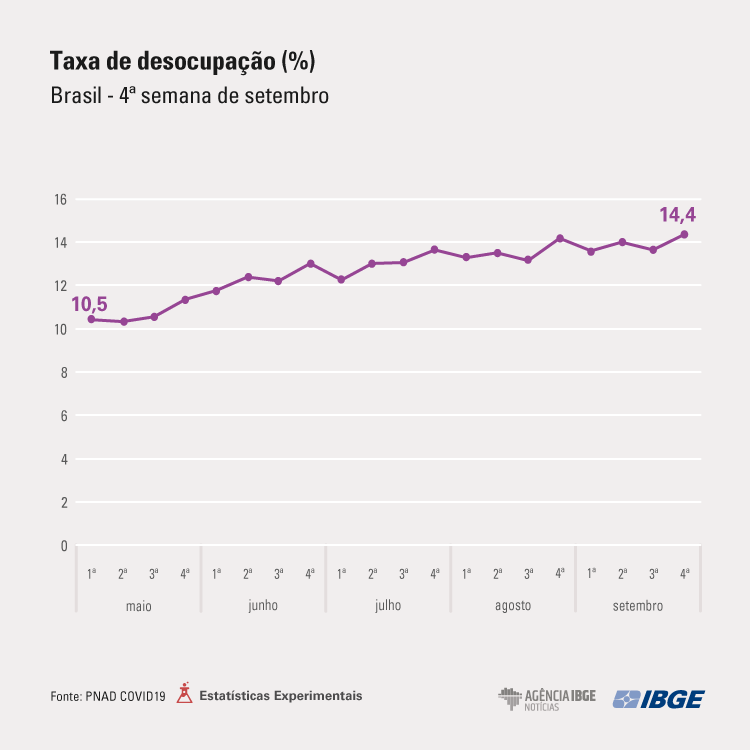 Taxa de desocupação (%)
Brasil - 4ª semana de setembro
16
14,4
14
12
10,5
10
8
6
4
2
0
1ª 2ª 3ª 4ª 1ª 2ª 3ª 4ª 1ª 2ª 3ª 4ª 1ª 2ª 3ª 4ª 1ª 2ª 3ª 4ª
maio junho julho agosto setembro
Fonte: PNAD COVID19 Estatísticas Experimentais AGÊNCIA IBGE NOTÍCIAS IBGE